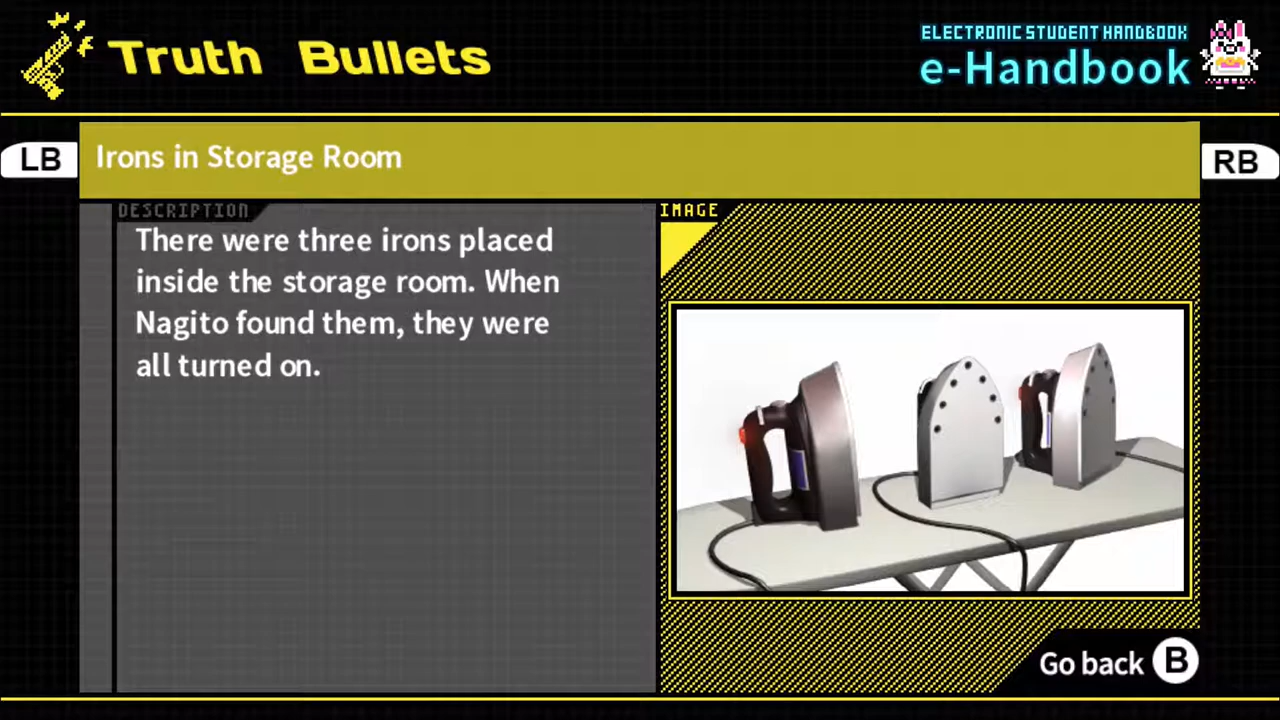 Truth Bullets
ELECTRONIC STUDENT HANDBOOK
e-Handbook
LB
Irons in Storage Room
RB
DESCRIPTION
There were three irons placed
inside the storage room. When
Nagito found them, they were
all turned on.
IMAGE
Go back B